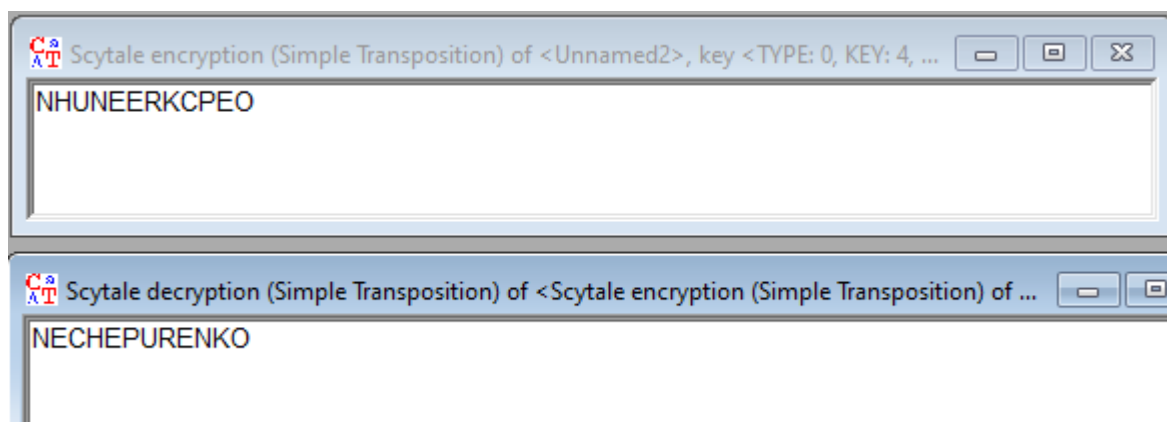 Scytale encryption (Simple Transposition) of <Unnamed2>, key <TYPE: 0, KEY: 4, ...
NHUNEERKCPEO
Scytale decryption (Simple Transposition) of <Scytale encryption (Simple Transposition) of ...
NECHEPURENKO